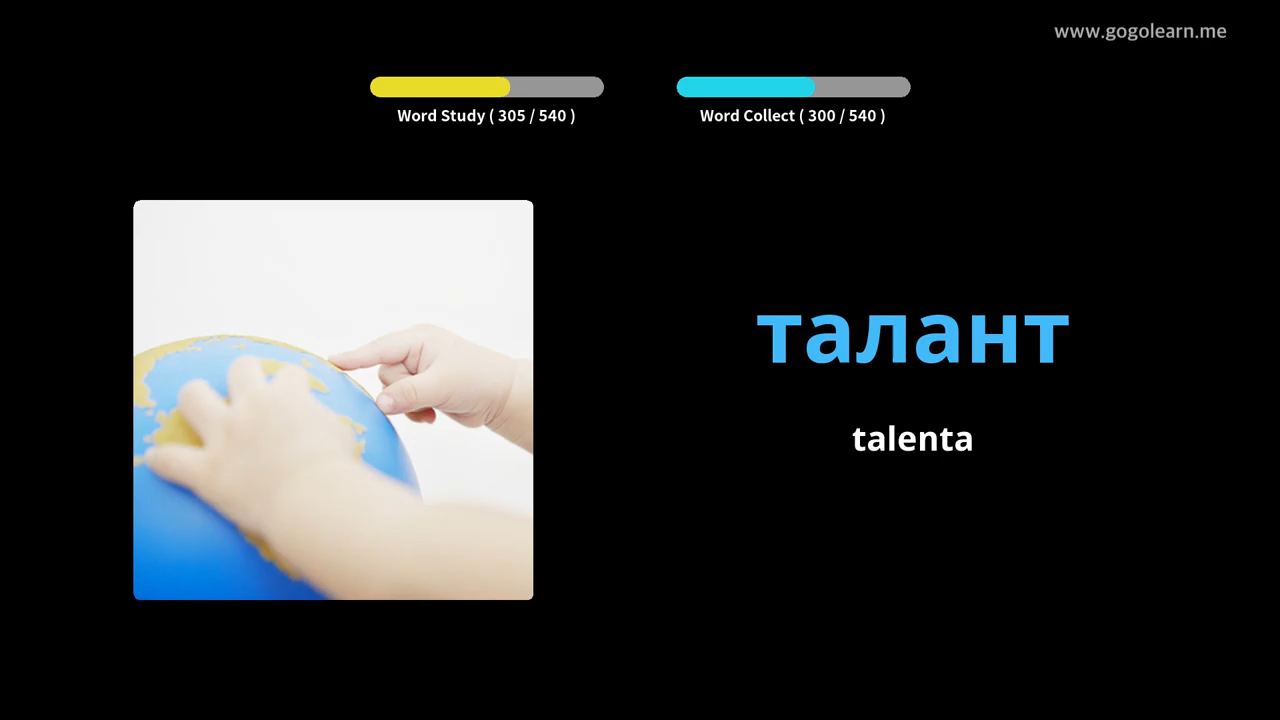 www.gogolearn.me
Word Study ( 305 / 540 )
Word Collect ( 300 / 540 )
талант
talenta